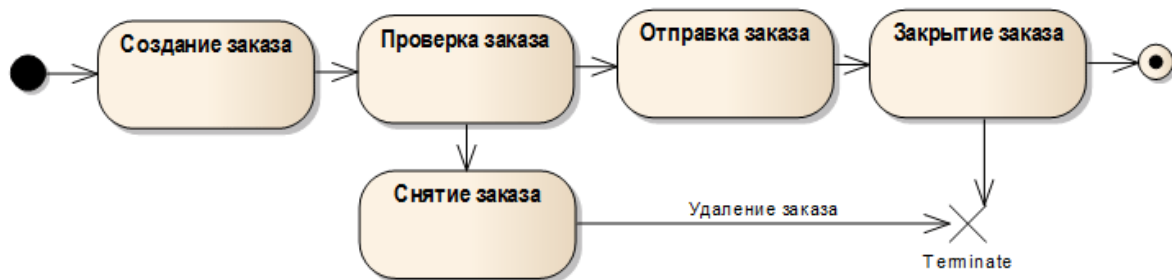 Создание заказа
Проверка заказа
Отправка заказа
Закрытие заказа
Снятие заказа
Удаление заказа
Terminate